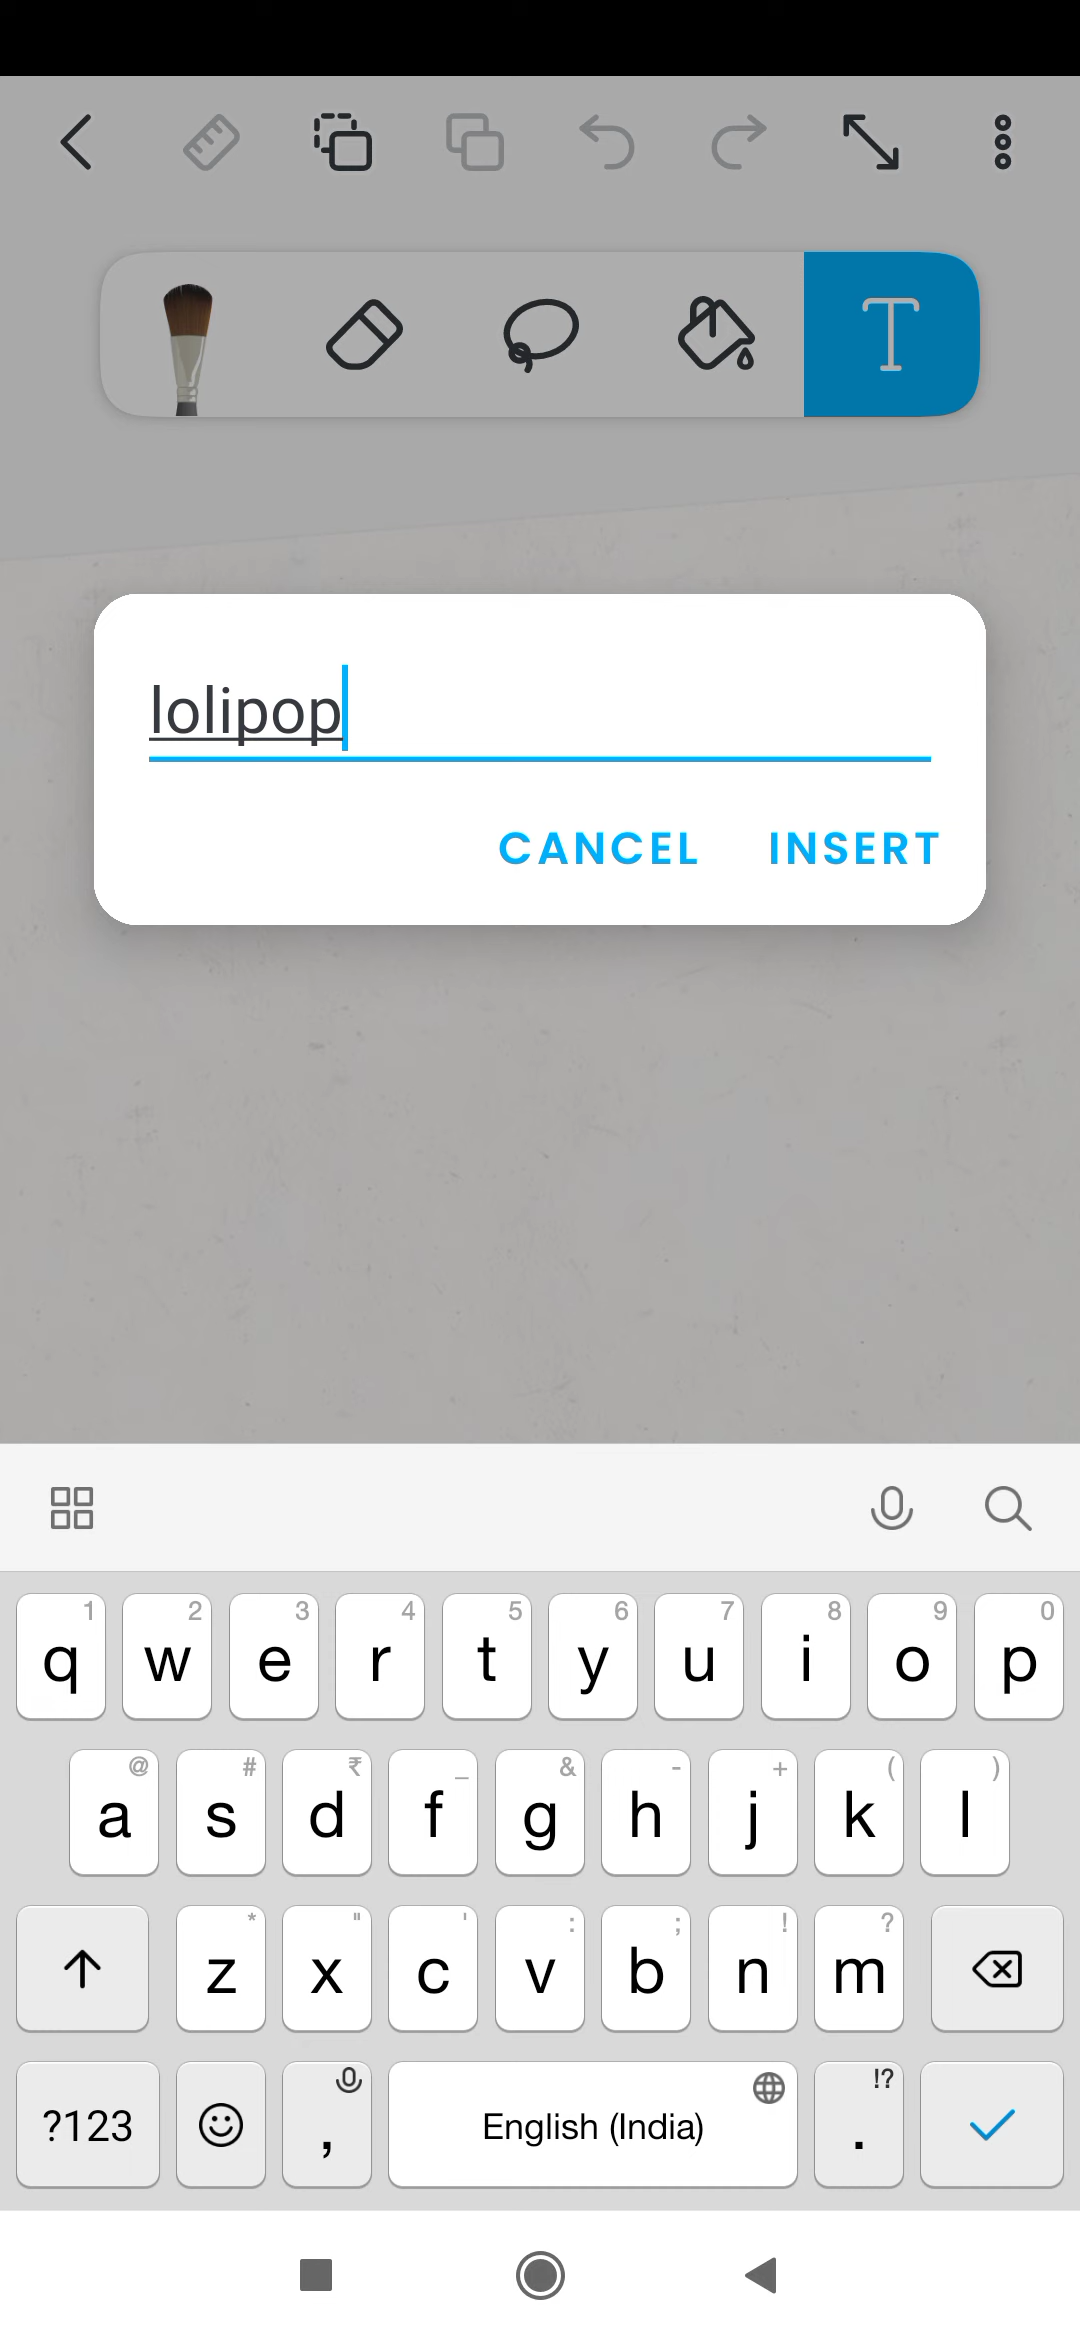 lolipop
CANCEL INSERT
1 2 3 4 5 6 7 8 9 0
q w e r t y u i o p
@ # ₹ _ & - + ( )
a s d f g h j k l
* " ' : ; ! ?
z x c v b n m
!?
?123 , English (India) .